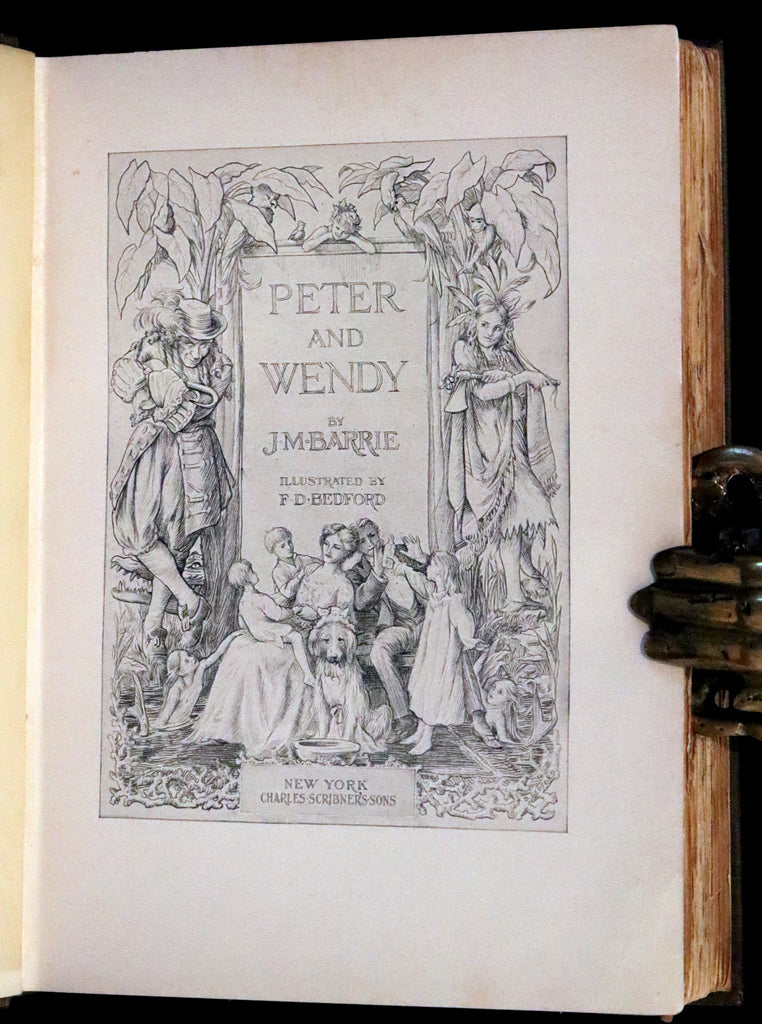 PETER
AND
WENDY
BY
J·M·BARRIE
ILLUSTRATED BY
F·D·BEDFORD
NEW YORK
CHARLES·SCRIBNER'S·SONS